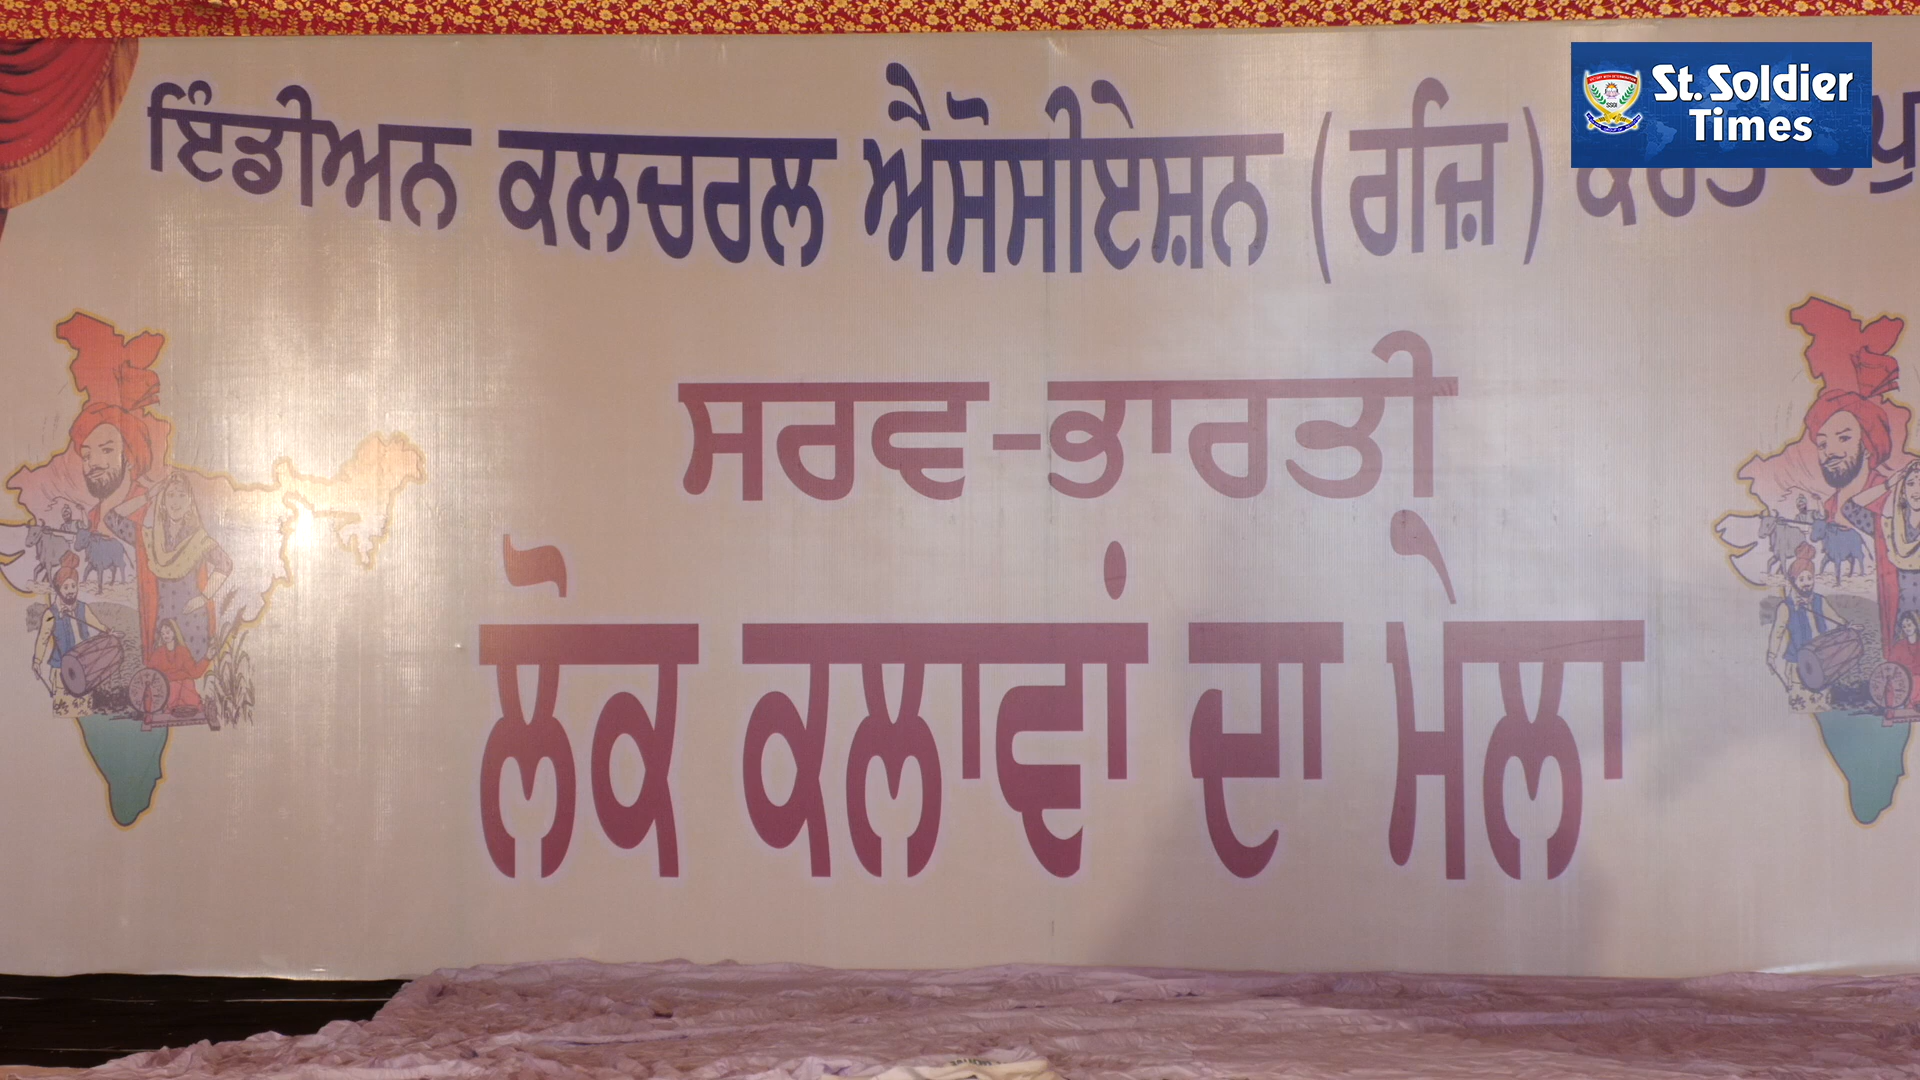 ਇੰਡੀਅਨ ਕਲਚਰਲ ਐਸੋਸੀਏਸ਼ਨ (ਰਜਿ਼)
ਸਰਵ-ਭਾਰਤੀ
ਲੋਕ ਕਲਾਵਾਂ ਦਾ ਮੇਲਾ
St. Soldier
Times